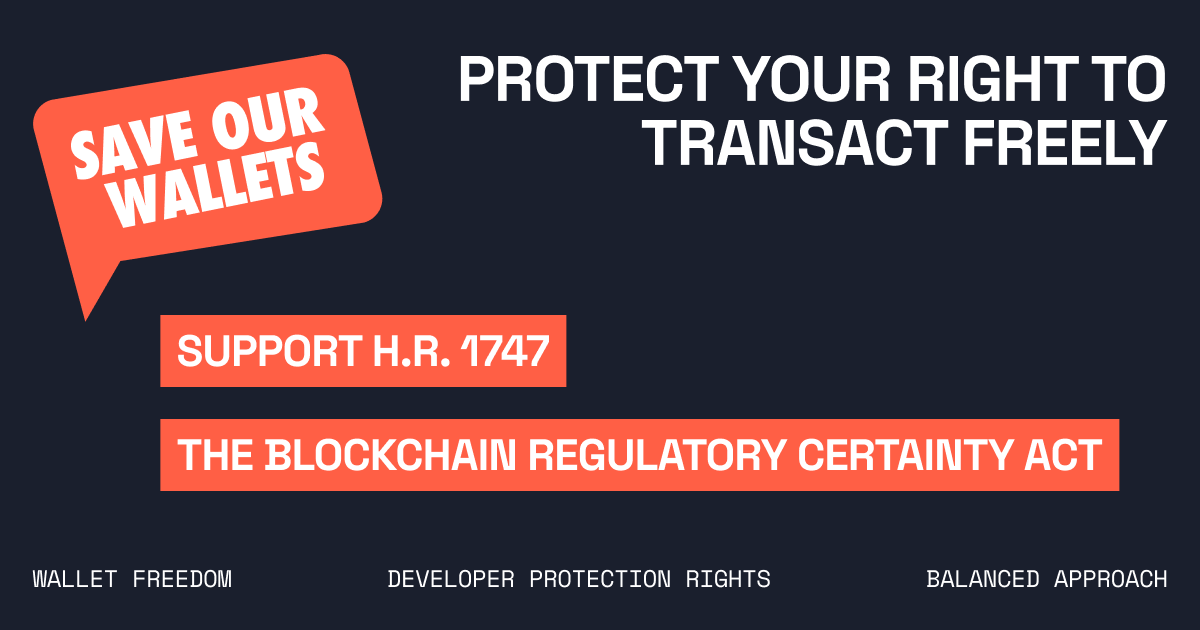 SAVE OUR
WALLETS
PROTECT YOUR RIGHT TO
TRANSACT FREELY
SUPPORT H.R. 1747
THE BLOCKCHAIN REGULATORY CERTAINTY ACT
WALLET FREEDOM
DEVELOPER PROTECTION RIGHTS
BALANCED APPROACH